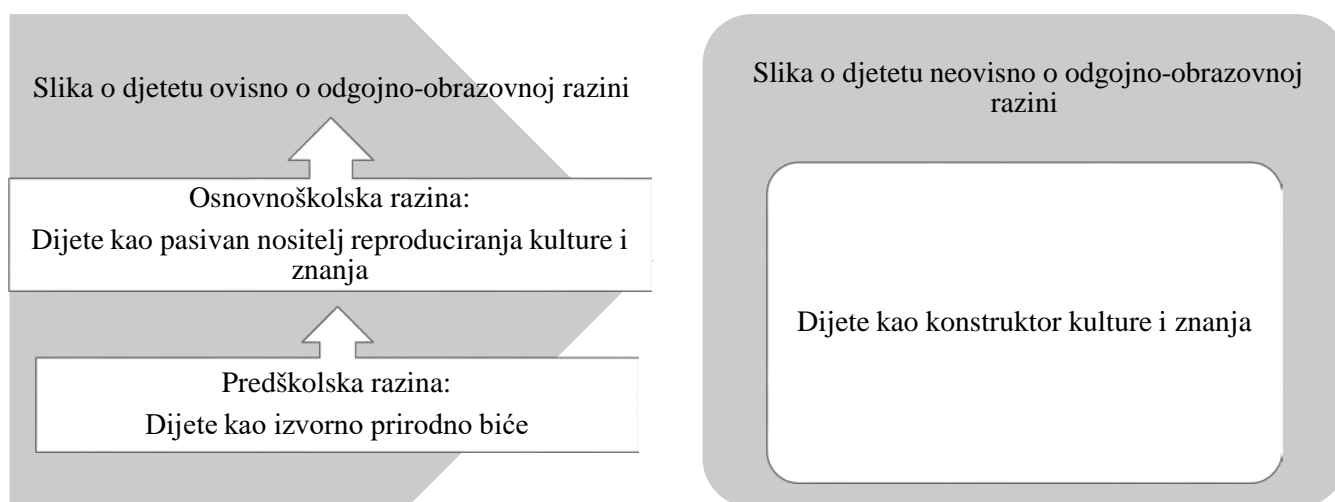 Slika o djetetu ovisno o odgojno-obrazovnoj razini
Osnovnoškolska razina:
Dijete kao pasivan nositelj reproduciranja kulture i
znanja
Predškolska razina:
Dijete kao izvorno prirodno biće
Slika o djetetu neovisno o odgojno-obrazovnoj
razini
Dijete kao konstruktor kulture i znanja